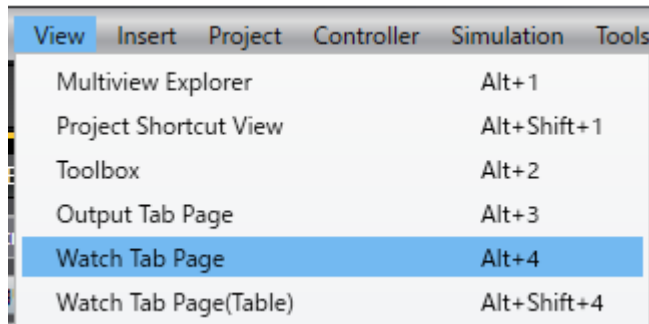 View Insert Project Controller Simulation Tools
Multiview Explorer Alt+1
Project Shortcut View Alt+Shift+1
Toolbox Alt+2
Output Tab Page Alt+3
Watch Tab Page Alt+4
Watch Tab Page(Table) Alt+Shift+4